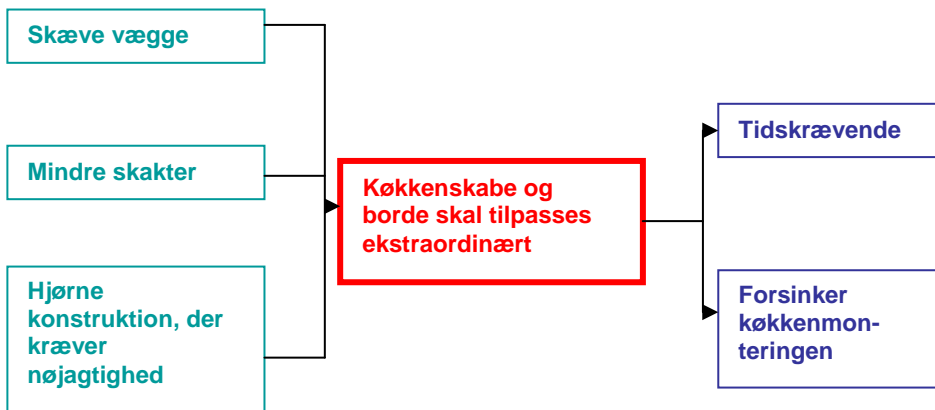 Skæve vægge
Mindre skakter
Hjørne
konstruktion, der
kræver
nøjagtighed
Køkkenskabe og
borde skal tilpasses
ekstraordinært
Tidskrævende
Forsinker
køkkenmon-
teringen